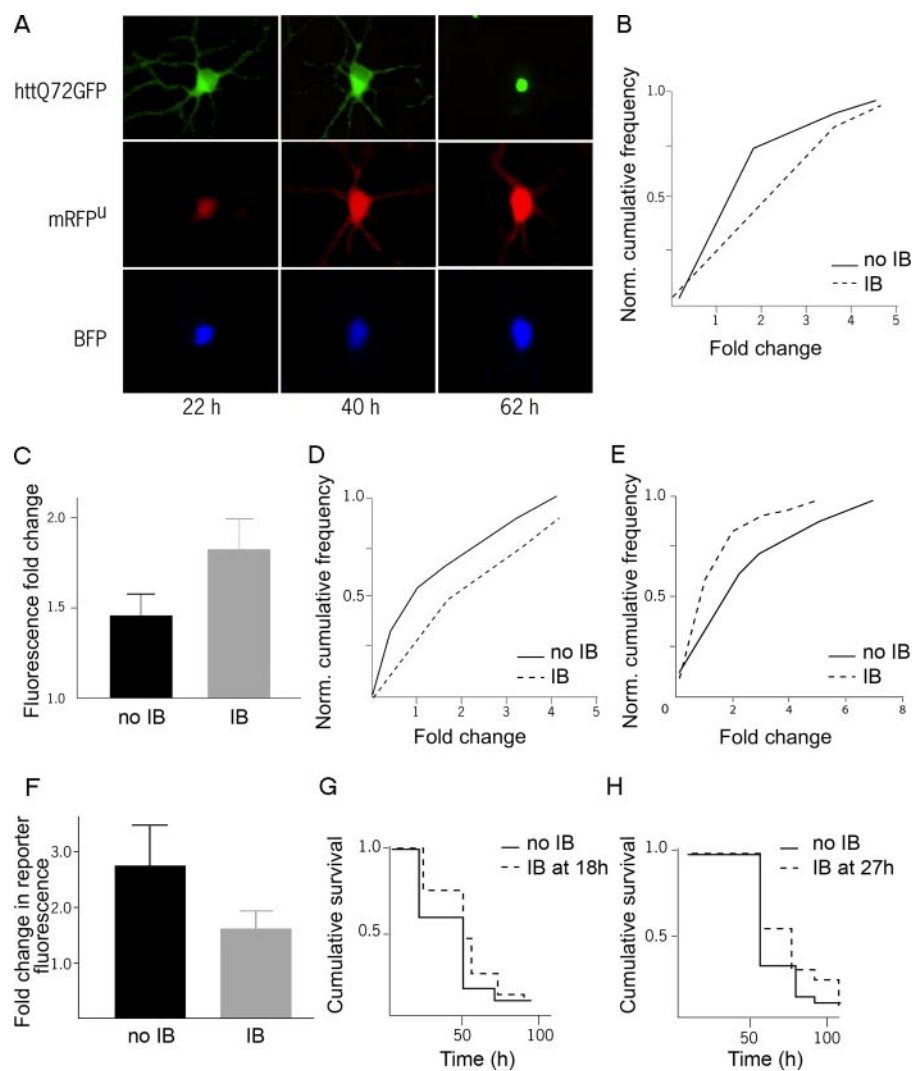 A
httQ72GFP
mRFPᵘ
BFP
22 h 40 h 62 h
B
Norm. cumulative frequency
1.0
0.5
no IB
IB
1 2 3 4 5
Fold change
C
Fluorescence fold change
2.0
1.5
1.0
no IB IB
D
Norm. cumulative frequency
1.0
0.5
no IB
IB
0 1 2 3 4 5
Fold change
E
Norm. cumulative frequency
1.0
0.5
no IB
IB
0 2 4 6 8
Fold change
F
Fold change in reporter
fluorescence
3.0
2.0
1.0
no IB IB
G
Cumulative survival
1.0
0.5
no IB
IB at 18h
50 100
Time (h)
H
Cumulative survival
1.0
0.5
no IB
IB at 27h
50 100
Time (h)